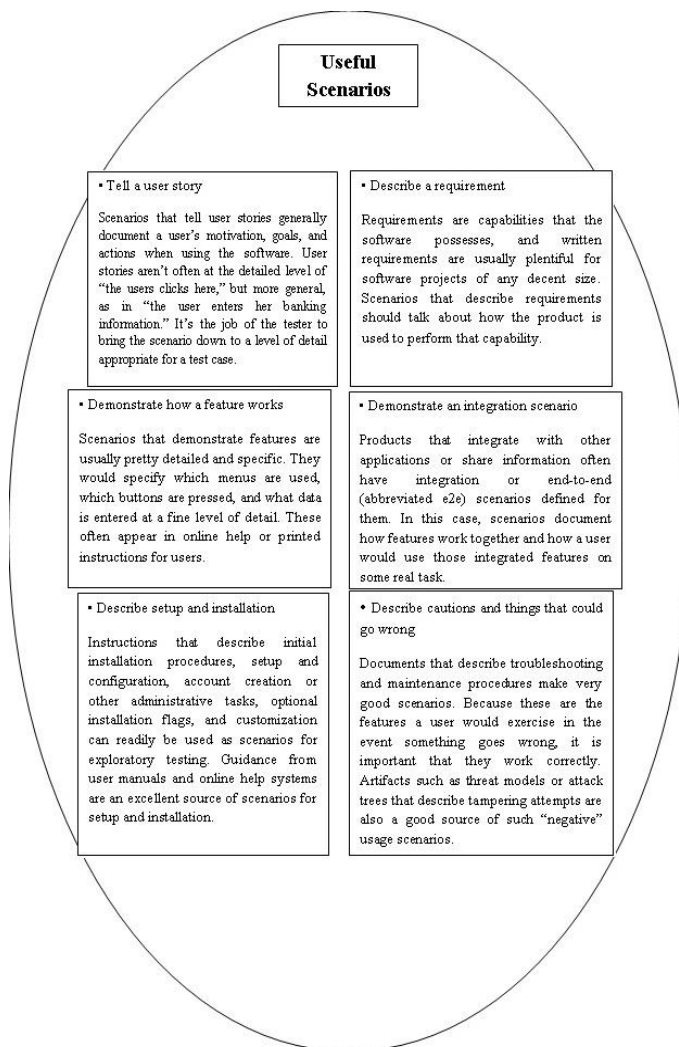 Useful
Scenarios
▪ Tell a user story
Scenarios that tell user stories generally
document a user’s motivation, goals, and
actions when using the software. User
stories aren’t often at the detailed level of
“the users clicks here,” but more general,
as in “the user enters her banking
information.” It’s the job of the tester to
bring the scenario down to a level of detail
appropriate for a test case.
▪ Describe a requirement
Requirements are capabilities that the
software possesses, and written
requirements are usually plentiful for
software projects of any decent size.
Scenarios that describe requirements
should talk about how the product is
used to perform that capability.
▪ Demonstrate how a feature works
Scenarios that demonstrate features are
usually pretty detailed and specific. They
would specify which menus are used,
which buttons are pressed, and what data
is entered at a fine level of detail. These
often appear in online help or printed
instructions for users.
▪ Demonstrate an integration scenario
Products that integrate with other
applications or share information often
have integration or end-to-end
(abbreviated e2e) scenarios defined for
them. In this case, scenarios document
how features work together and how a user
would use those integrated features on
some real task.
▪ Describe setup and installation
Instructions that describe initial
installation procedures, setup and
configuration, account creation or
other administrative tasks, optional
installation flags, and customization
can readily be used as scenarios for
exploratory testing. Guidance from
user manuals and online help systems
are an excellent source of scenarios for
setup and installation.
◆ Describe cautions and things that could
go wrong
Documents that describe troubleshooting
and maintenance procedures make very
good scenarios. Because these are the
features a user would exercise in the
event something goes wrong, it is
important that they work correctly.
Artifacts such as threat models or attack
trees that describe tampering attempts are
also a good source of such “negative”
usage scenarios.